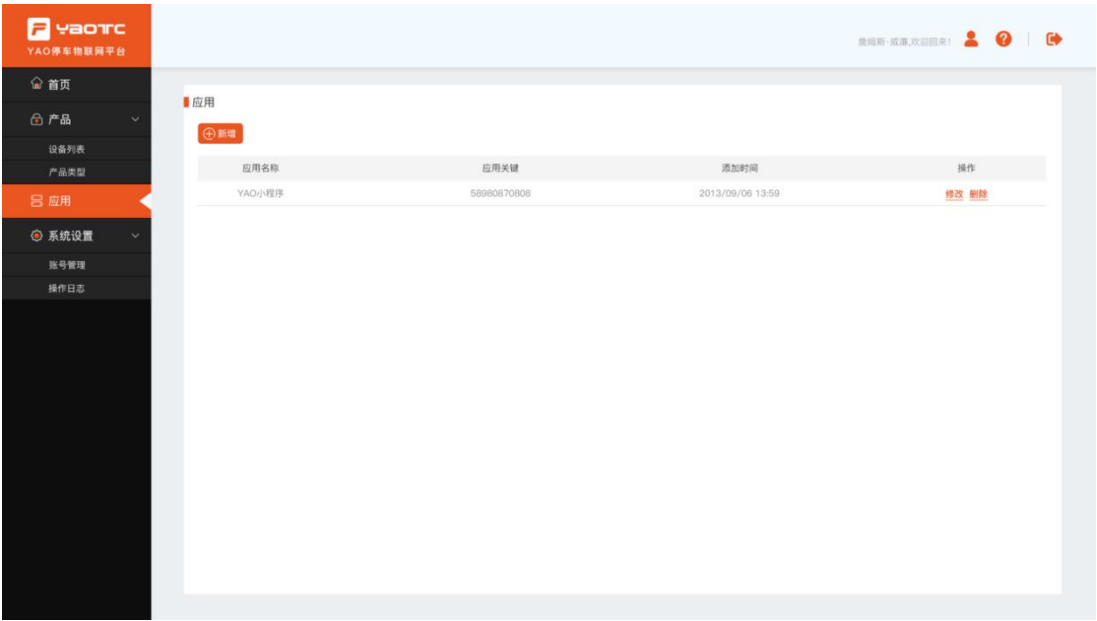 YAOTC
YAO停车物联网平台
詹姆斯·威廉,欢迎回来!
首页
产品
设备列表
产品类型
应用
系统设置
账号管理
操作日志
应用
新增
应用名称 应用关键 添加时间 操作
YAO小程序 58980870808 2013/09/06 13:59 修改 删除